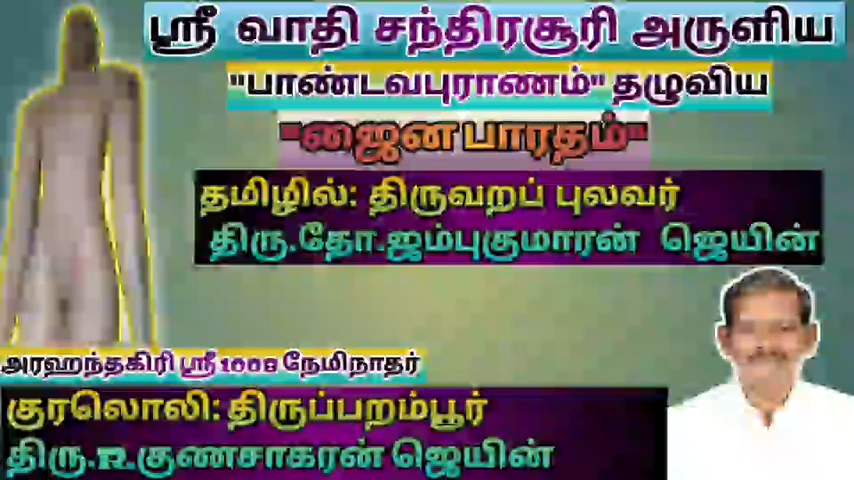 ஸ்ரீ வாதி சந்திரசூரி அருளிய
"பாண்டவபுராணம்" தழுவிய
"ஜைன பாரதம்"
தமிழில்: திருவறப் புலவர்
திரு.தோ.ஜம்புகுமாரன் ஜெயின்
அரஹந்தகிரி ஸ்ரீ 1008 நேமிநாதர்
குரலொலி: திருப்பறம்பூர்
திரு.R.குணசாகரன் ஜெயின்